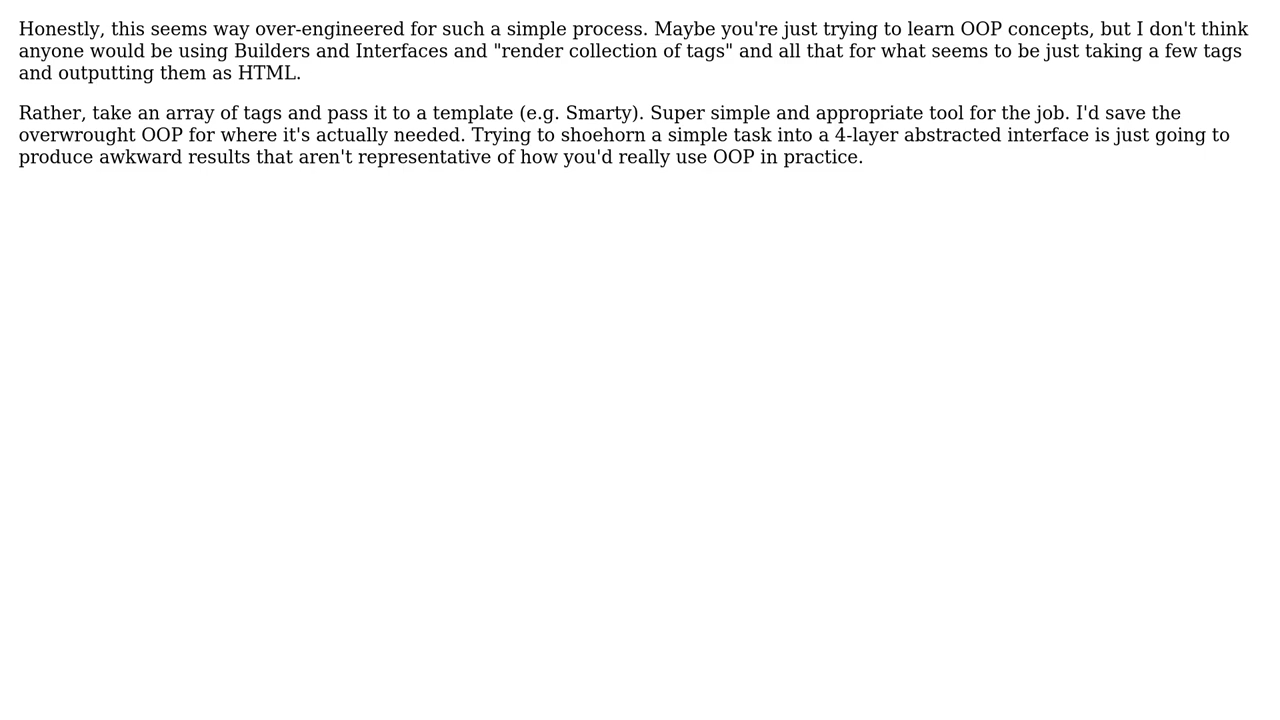 Honestly, this seems way over-engineered for such a simple process. Maybe you're just trying to learn OOP concepts, but I don't think
anyone would be using Builders and Interfaces and "render collection of tags" and all that for what seems to be just taking a few tags
and outputting them as HTML.
Rather, take an array of tags and pass it to a template (e.g. Smarty). Super simple and appropriate tool for the job. I'd save the
overwrought OOP for where it's actually needed. Trying to shoehorn a simple task into a 4-layer abstracted interface is just going to
produce awkward results that aren't representative of how you'd really use OOP in practice.